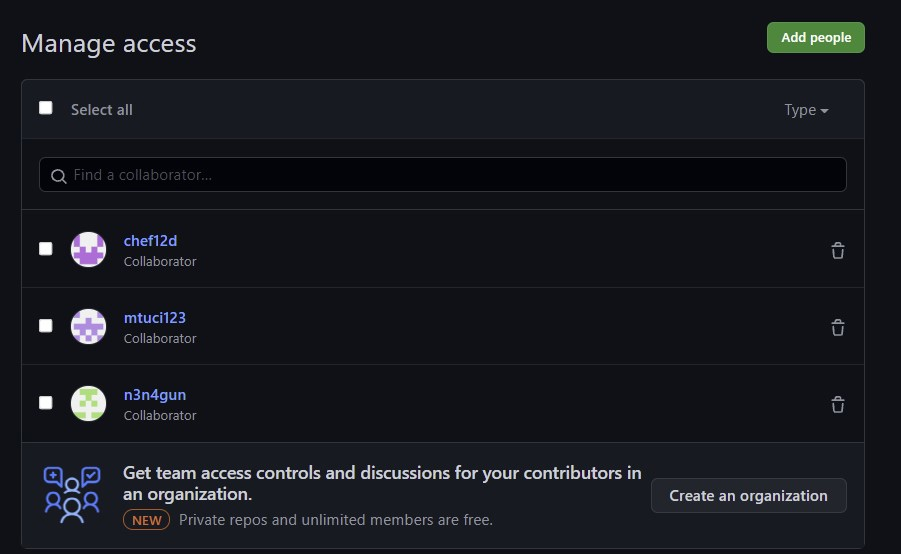 Manage access
Add people
Select all
Type
Find a collaborator...
chef12d
Collaborator
mtuci123
Collaborator
n3n4gun
Collaborator
Get team access controls and discussions for your contributors in
an organization.
NEW Private repos and unlimited members are free.
Create an organization